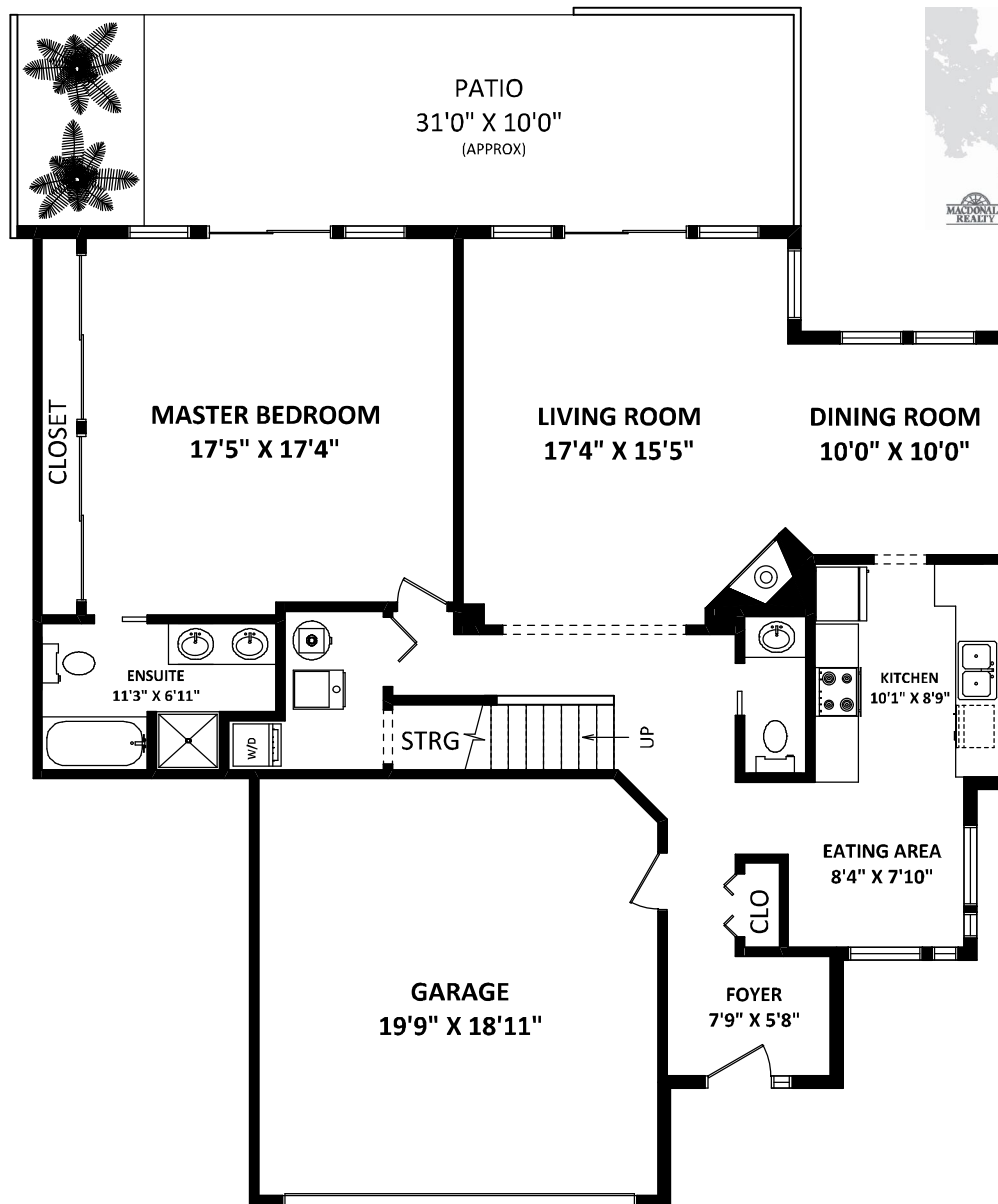 PATIO
31'0" X 10'0"
(APPROX)
MACDONALD
REALTY
CLOSET
MASTER BEDROOM
17'5" X 17'4"
LIVING ROOM
17'4" X 15'5"
DINING ROOM
10'0" X 10'0"
ENSUITE
11'3" X 6'11"
KITCHEN
10'1" X 8'9"
W/D
STRG
UP
EATING AREA
8'4" X 7'10"
CLO
GARAGE
19'9" X 18'11"
FOYER
7'9" X 5'8"